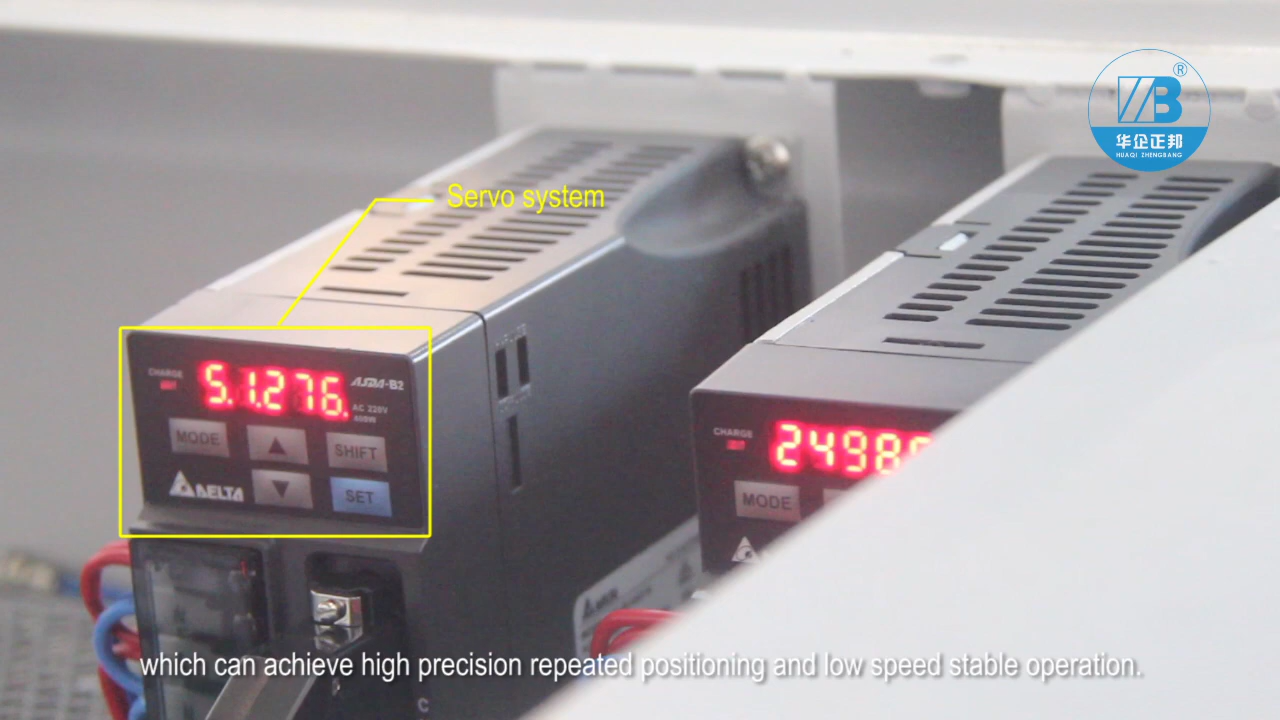 ®
华企正邦
HUAQI ZHENGBANG
Servo system
CHARGE
5.1.276.
ASDA-B2
AC 220V
400W
MODE
▲
SHIFT
▼
SET
DELTA
CHARGE
2498
MODE
C
which can achieve high precision repeated positioning and low speed stable operation.